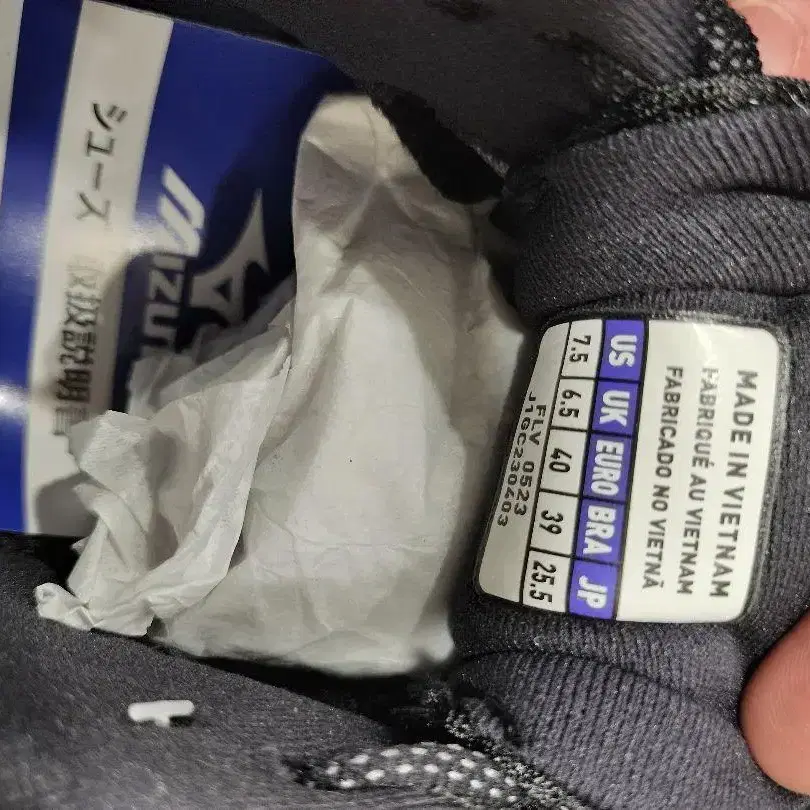 シューズ 取扱説明書
MIZUNO
MADE IN VIETNAM
FABRIQUÉ AU VIETNAM
FABRICADO NO VIETNÃ
US UK EURO BRA JP
7.5 6.5 40 39 25.5
FLV 0523
J1GC230403